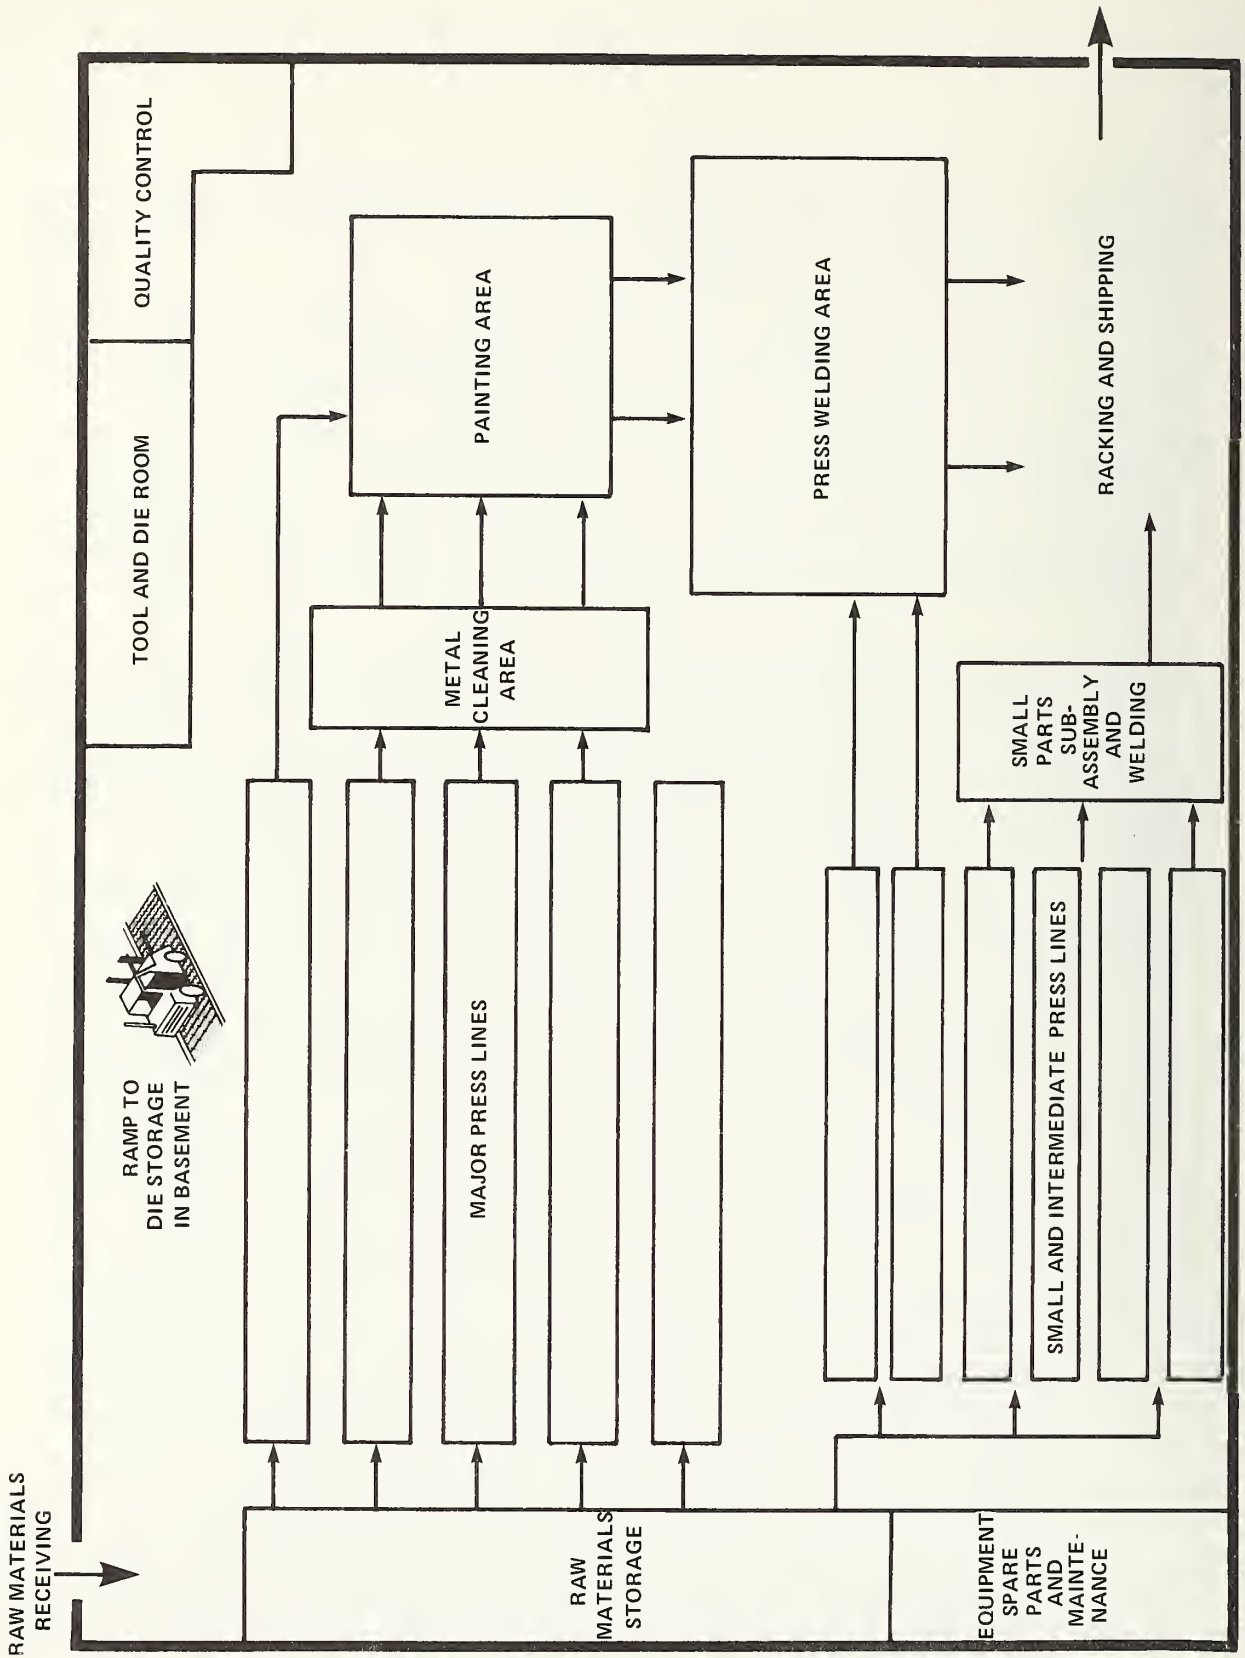 RAW MATERIALS
RECEIVING
RAMP TO
DIE STORAGE
IN BASEMENT
TOOL AND DIE ROOM
QUALITY CONTROL
MAJOR PRESS LINES
METAL
CLEANING
AREA
PAINTING AREA
RAW
MATERIALS
STORAGE
PRESS WELDING AREA
EQUIPMENT
SPARE
PARTS
AND
MAINTE-
NANCE
SMALL AND INTERMEDIATE PRESS LINES
SMALL
PARTS
SUB-
ASSEMBLY
AND
WELDING
RACKING AND SHIPPING